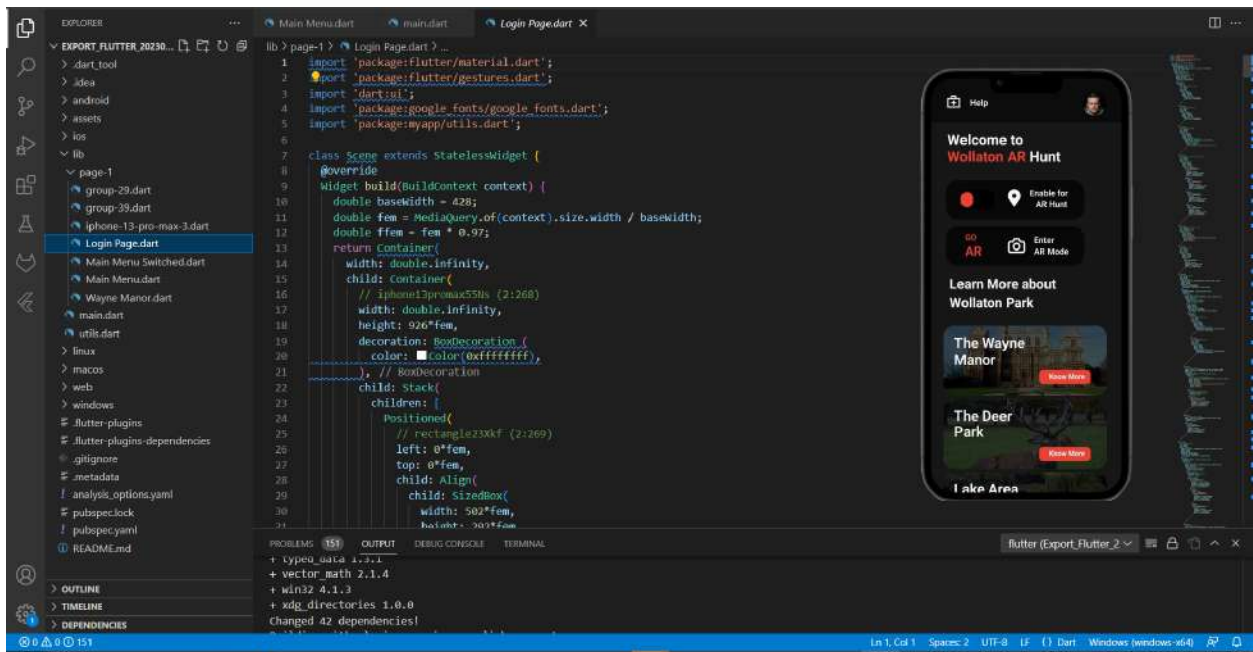 EXPLORER
EXPORT_FLUTTER_20230...
> .dart_tool
> .idea
> android
> assets
> ios
lib
page-1
group-29.dart
group-39.dart
iphone-13-pro-max-3.dart
Login Page.dart
Main Menu Switched.dart
Main Menu.dart
Wayne Manor.dart
main.dart
utils.dart
> linux
> macos
> web
> windows
.flutter-plugins
.flutter-plugins-dependencies
.gitignore
.metadata
! analysis_options.yaml
pubspec.lock
! pubspec.yaml
README.md
> OUTLINE
> TIMELINE
> DEPENDENCIES
Main Menu.dart
main.dart
Login Page.dart ×
lib > page-1 > Login Page.dart > ...
1 import 'package:flutter/material.dart';
2 import 'package:flutter/gestures.dart';
3 import 'dart:ui';
4 import 'package:google_fonts/google_fonts.dart';
5 import 'package:myapp/utils.dart';
6
7 class Scene extends StatelessWidget {
8 @override
9 Widget build(BuildContext context) {
10 double baseWidth = 428;
11 double fem = MediaQuery.of(context).size.width / baseWidth;
12 double ffem = fem * 0.97;
13 return Container(
14 width: double.infinity,
15 child: Container(
16 // iphone13promax55Ns (2:268)
17 width: double.infinity,
18 height: 926*fem,
19 decoration: BoxDecoration (
20 color: Color(0xffffffff),
21 ), // BoxDecoration
22 child: Stack(
23 children: [
24 Positioned(
25 // rectangle23Xkf (2:269)
26 left: 0*fem,
27 top: 0*fem,
28 child: Align(
29 child: SizedBox(
30 width: 502*fem,
31 height: 293*fem
Help
Welcome to
Wollaton AR Hunt
Enable for
AR Hunt
GO
AR
Enter
AR Mode
Learn More about
Wollaton Park
The Wayne
Manor
Know More
The Deer
Park
Know More
Lake Area
PROBLEMS 151 OUTPUT DEBUG CONSOLE TERMINAL
flutter (Export_Flutter_2
+ typed_data 1.3.1
+ vector_math 2.1.4
+ win32 4.1.3
+ xdg_directories 1.0.0
Changed 42 dependencies!
0 0 151
Ln 1, Col 1 Spaces: 2 UTF-8 LF {} Dart Windows (windows-x64)